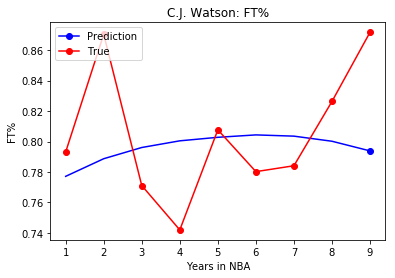 C.J. Watson: FT%
Prediction
True
FT%
0.86
0.84
0.82
0.80
0.78
0.76
0.74
1 2 3 4 5 6 7 8 9
Years in NBA